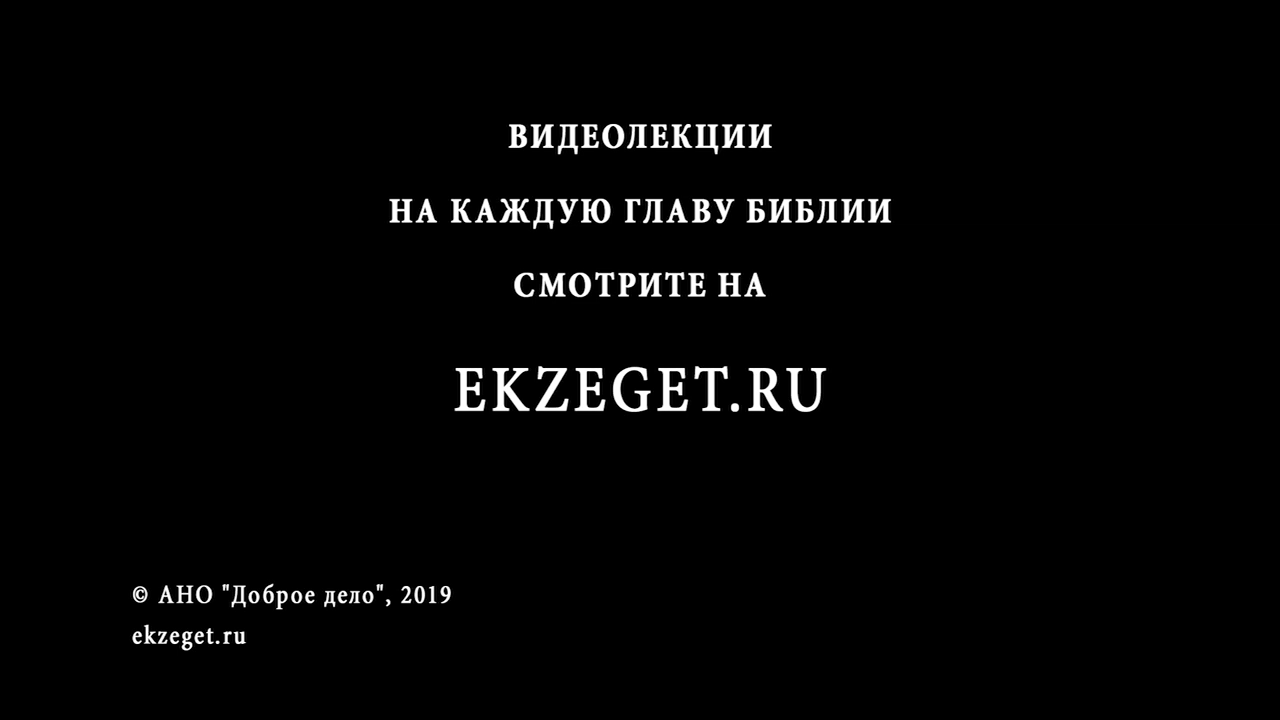 ВИДЕОЛЕКЦИИ
НА КАЖДУЮ ГЛАВУ БИБЛИИ
СМОТРИТЕ НА
EKZEGET.RU
© АНО "Доброе дело", 2019
ekzeget.ru